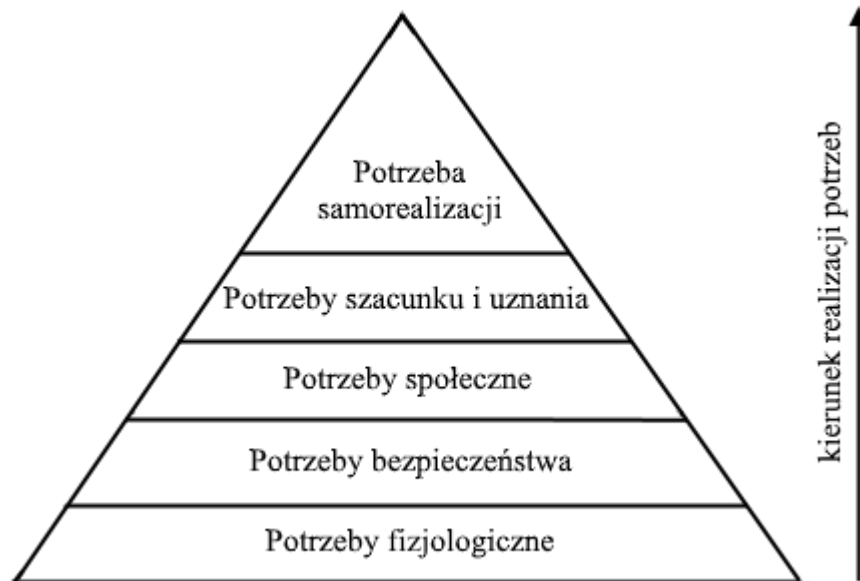 Potrzeba
samorealizacji
Potrzeby szacunku i uznania
Potrzeby społeczne
Potrzeby bezpieczeństwa
Potrzeby fizjologiczne
kierunek realizacji potrzeb